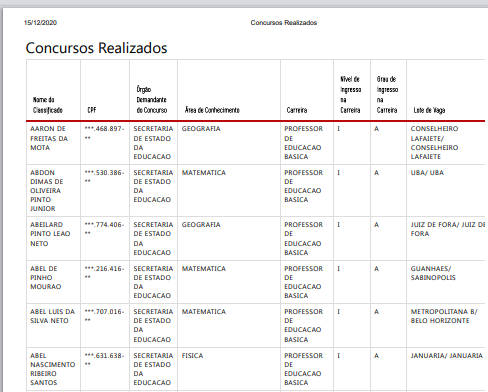 15/12/2020 Concursos Realizados
Concursos Realizados
Nome do Classificado CPF Órgão Demandante do Concurso Área de Conhecimento Carreira Nível de Ingresso na Carreira Grau de Ingresso na Carreira Lote de Vaga
AARON DE FREITAS DA MOTA ***.468.897-** SECRETARIA DE ESTADO DA EDUCACAO GEOGRAFIA PROFESSOR DE EDUCACAO BASICA I A CONSELHEIRO LAFAIETE/ CONSELHEIRO LAFAIETE
ABDON DIMAS DE OLIVEIRA PINTO JUNIOR ***.530.386-** SECRETARIA DE ESTADO DA EDUCACAO MATEMATICA PROFESSOR DE EDUCACAO BASICA I A UBA/ UBA
ABEILARD PINTO LEAO NETO ***.774.406-** SECRETARIA DE ESTADO DA EDUCACAO GEOGRAFIA PROFESSOR DE EDUCACAO BASICA I A JUIZ DE FORA/ JUIZ DE FORA
ABEL DE PINHO MOURAO ***.216.416-** SECRETARIA DE ESTADO DA EDUCACAO MATEMATICA PROFESSOR DE EDUCACAO BASICA I A GUANHAES/ SABINOPOLIS
ABEL LUIS DA SILVA NETO ***.707.016-** SECRETARIA DE ESTADO DA EDUCACAO MATEMATICA PROFESSOR DE EDUCACAO BASICA I A METROPOLITANA B/ BELO HORIZONTE
ABEL NASCIMENTO RIBEIRO SANTOS ***.631.638-** SECRETARIA DE ESTADO DA EDUCACAO FISICA PROFESSOR DE EDUCACAO BASICA I A JANUARIA/ JANUARIA